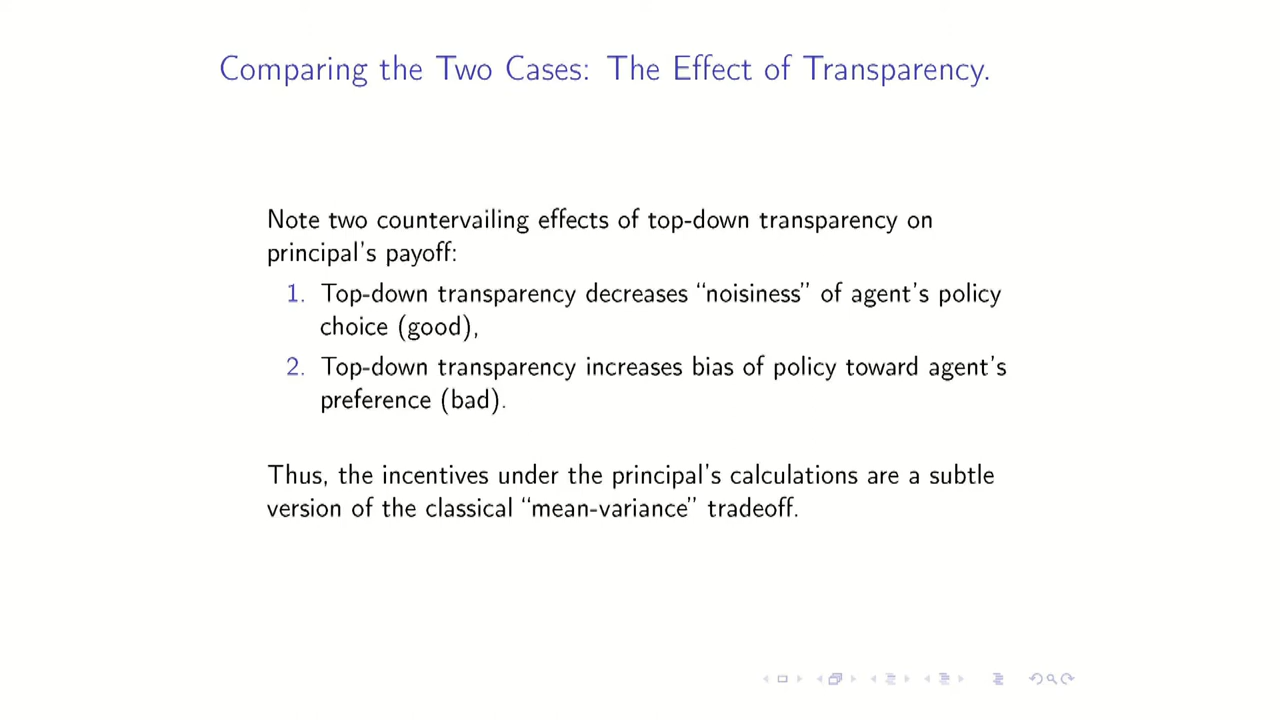 Comparing the Two Cases: The Effect of Transparency.
Note two countervailing effects of top-down transparency on
principal's payoff:
1. Top-down transparency decreases “noisiness” of agent's policy
choice (good),
2. Top-down transparency increases bias of policy toward agent's
preference (bad).
Thus, the incentives under the principal's calculations are a subtle
version of the classical “mean-variance” tradeoff.